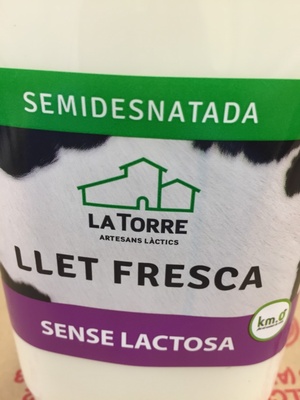 SEMIDESNATADA
LA TORRE
ARTESANS LÀCTICS
LLET FRESCA
km.0
SENSE LACTOSA